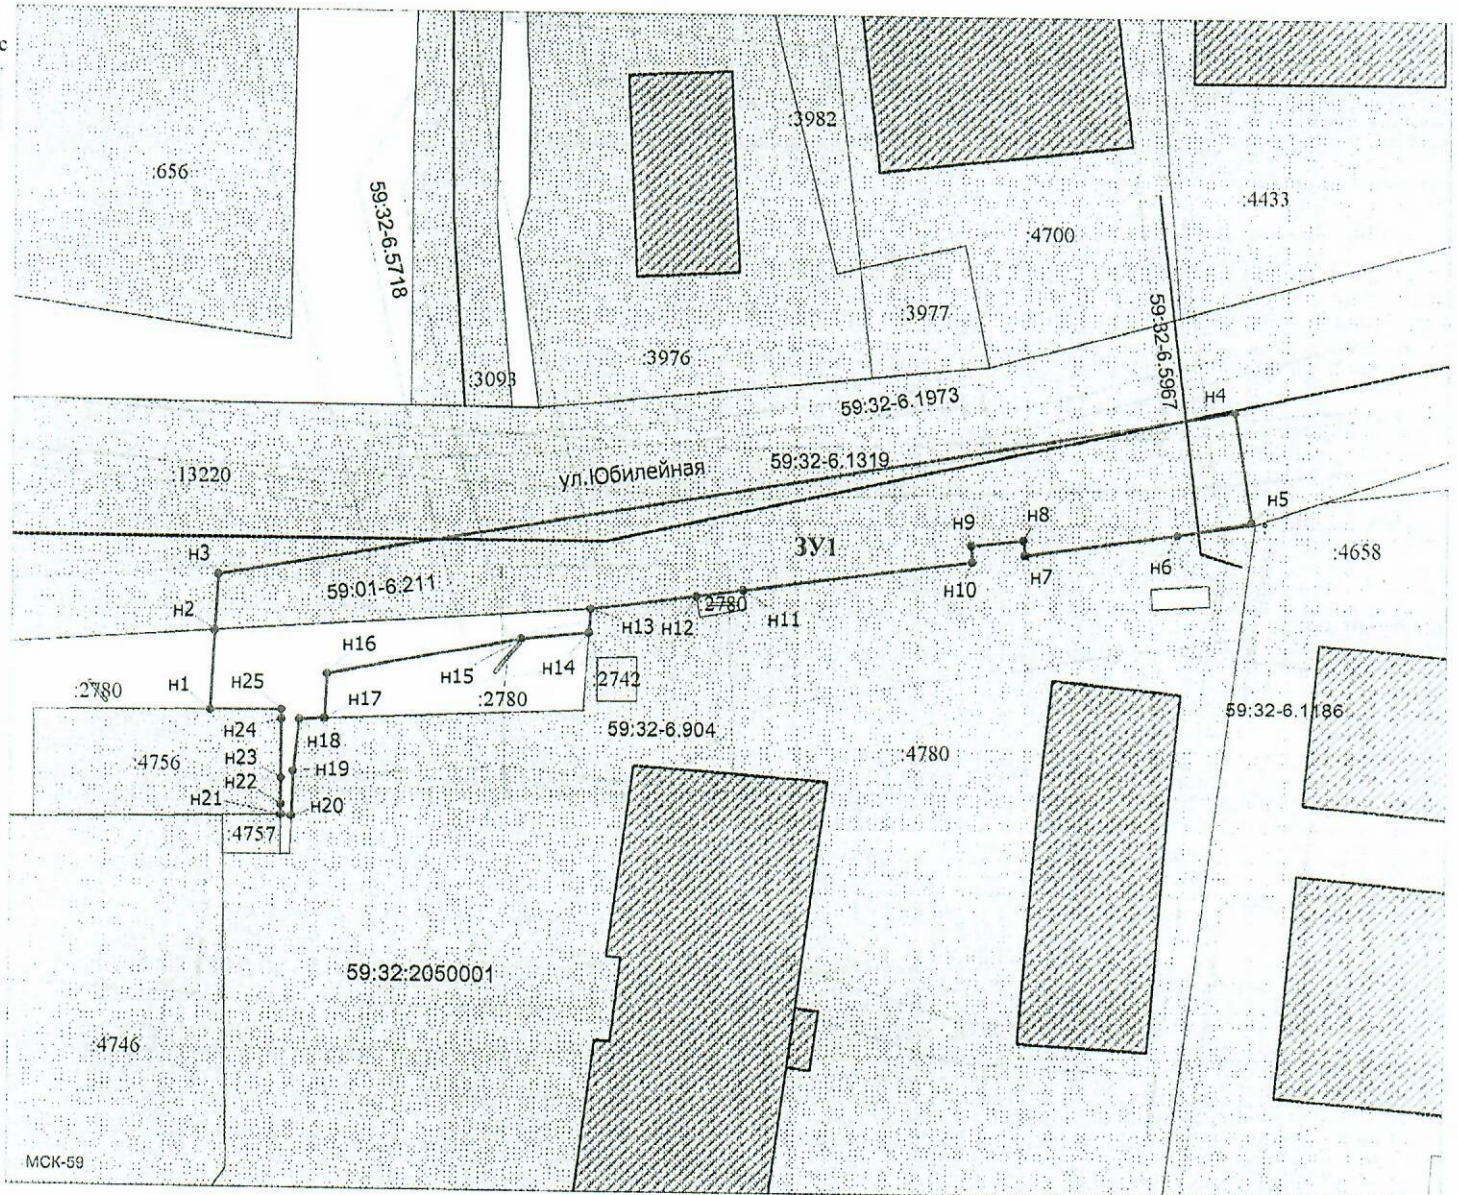 с
:3982
:656
:4433
59:32-6.5718
:4700
:3977
59:32-6.5967
:3976
:3093
59:32-6.1973
н4
:13220
ул.Юбилейная
59:32-6.1319
н5
н9
н8
н3
ЗУ1
:4658
н6
н7
н10
59:01-6.211
н2
2780
н13
н12
н11
н16
н15
н14
:2780
н1
н25
н17
:2780
:2742
59:32-6.1186
н24
н18
59:32-6.904
:4756
н23
н19
:4780
н22
н21
н20
:4757
59:32:2050001
:4746
МСК-59